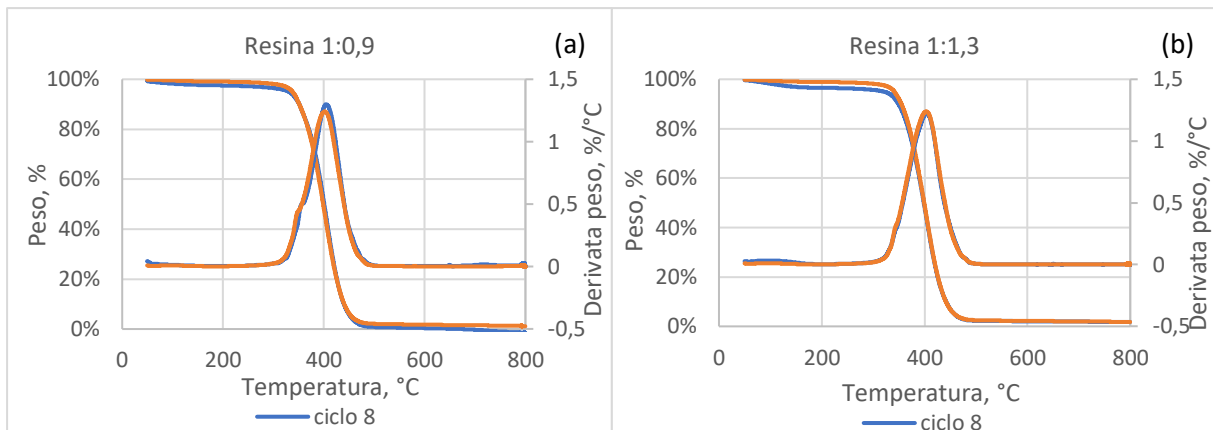 Resina 1:0,9
(a)
100%
80%
60%
40%
20%
0%
Peso, %
1,5
1
0,5
0
-0,5
Derivata peso, %/°C
0
200
400
600
800
Temperatura, °C
ciclo 8
Resina 1:1,3
(b)
100%
80%
60%
40%
20%
0%
Peso, %
1,5
1
0,5
0
-0,5
Derivata peso, %/°C
0
200
400
600
800
Temperatura, °C
ciclo 8